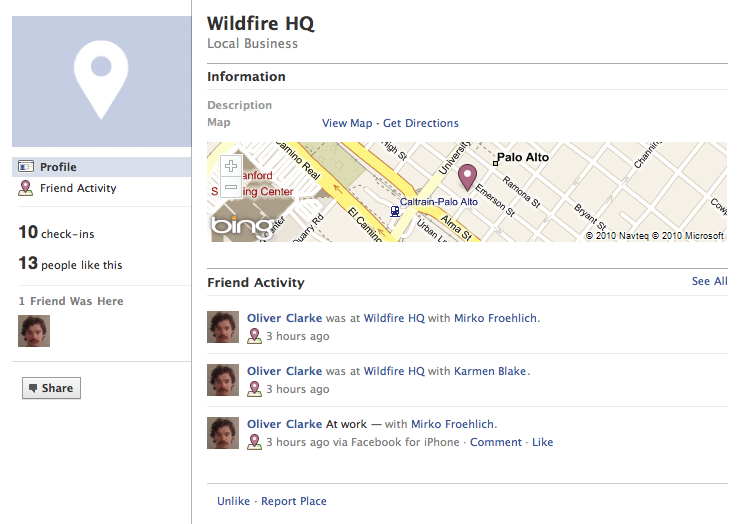 Wildfire HQ
Local Business
Information
Description
Map
View Map · Get Directions
High St
University
Palo Alto
Channing
Camino Real
anford
S
ping Center
Caltrain-Palo Alto
Emerson St
Ramona St
Bryant St
Cow
Alma St
El Camino
Urban L
Quarry Rd
Center
bing
© 2010 Navteq © 2010 Microsoft
Profile
Friend Activity
10 check-ins
13 people like this
1 Friend Was Here
Share
Friend Activity
See All
Oliver Clarke was at Wildfire HQ with Mirko Froehlich.
3 hours ago
Oliver Clarke was at Wildfire HQ with Karmen Blake.
3 hours ago
Oliver Clarke At work — with Mirko Froehlich.
3 hours ago via Facebook for iPhone · Comment · Like
Unlike · Report Place